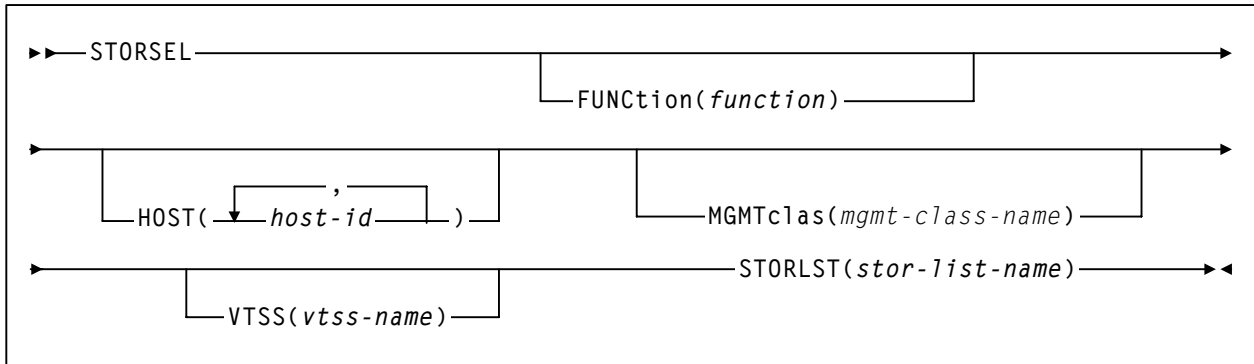 STORSEL
FUNCtion(function)
,
HOST( host-id )
MGMTclas(mgmt-class-name)
STORLST(stor-list-name)
VTSS(vtss-name)